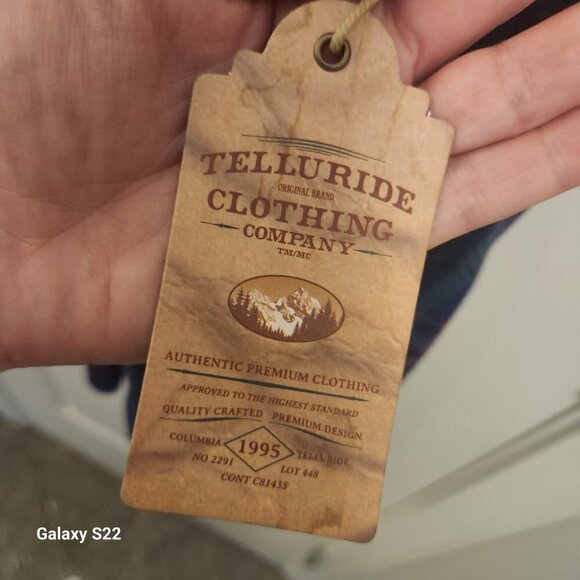 TELLURIDE
ORIGINAL BRAND
CLOTHING
COMPANY
TM/MC
AUTHENTIC PREMIUM CLOTHING
APPROVED TO THE HIGHEST STANDARD
QUALITY CRAFTED PREMIUM DESIGN
COLUMBIA 1995 TELLURIDE
NO 2291 LOT 448
CONT C81435
Galaxy S22